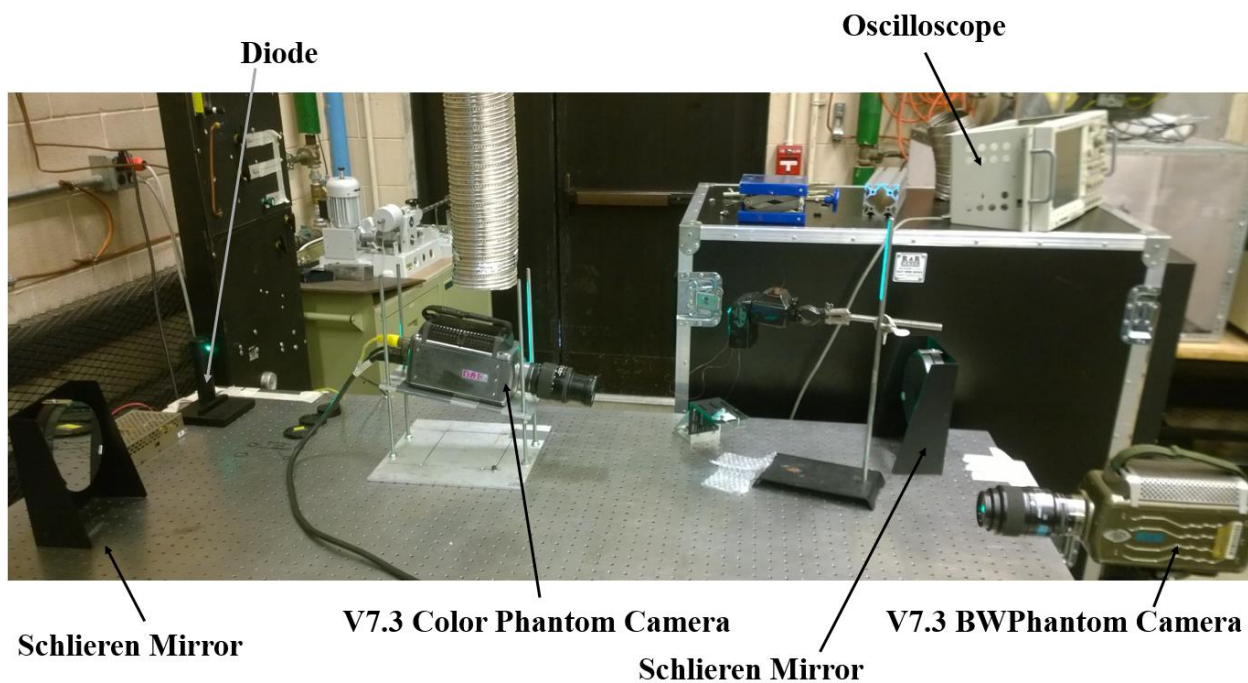 Oscilloscope
Diode
V7.3 Color Phantom Camera
V7.3 BWPhantom Camera
Schlieren Mirror
Schlieren Mirror